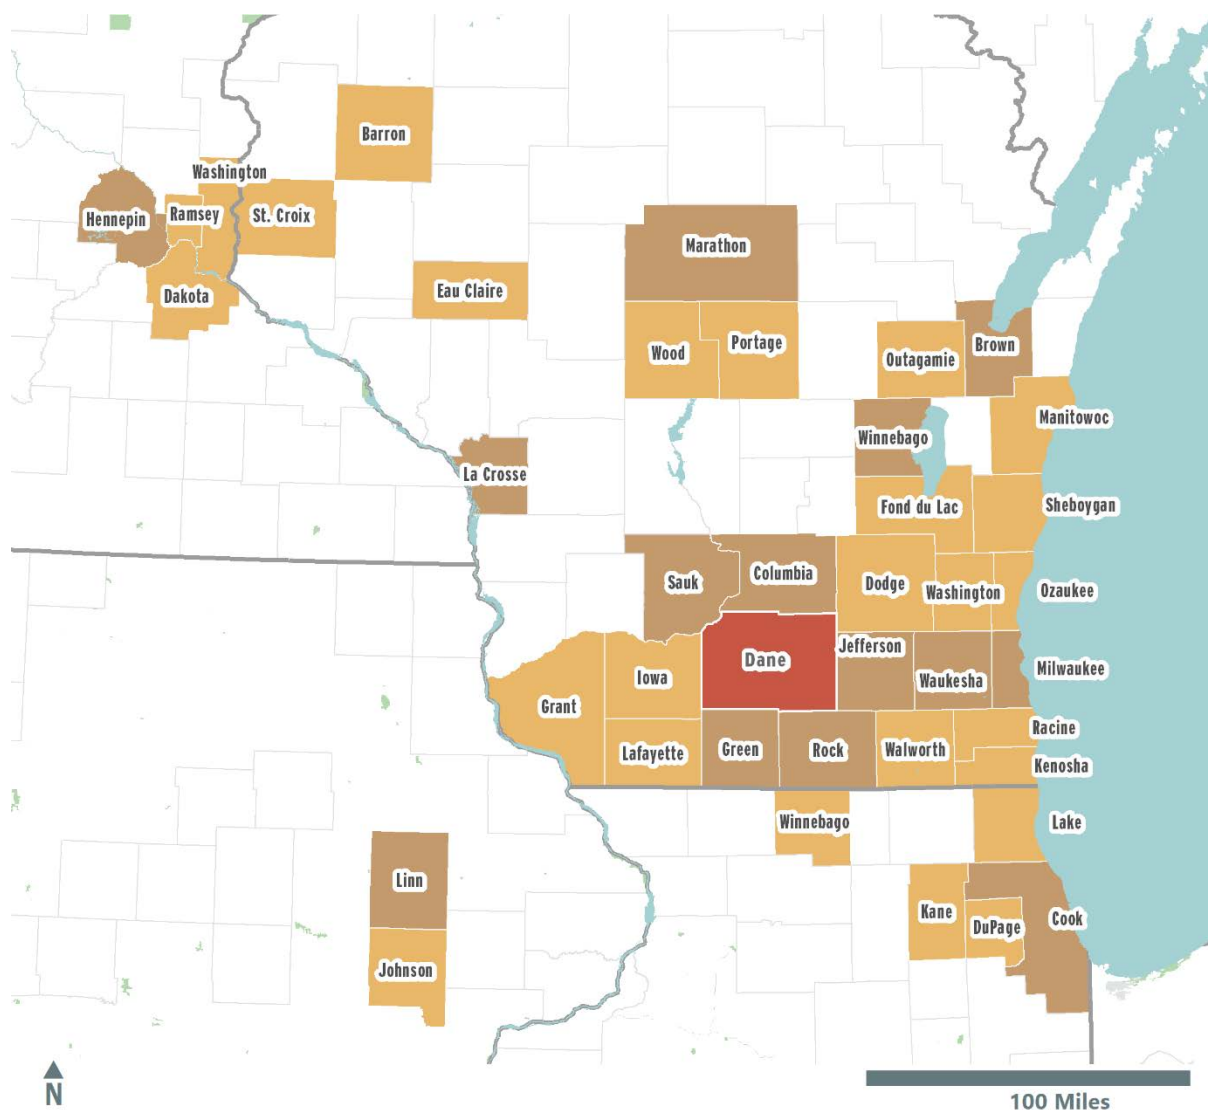 Barron
Washington
Hennepin
Ramsey
St. Croix
Marathon
Dakota
Eau Claire
Wood
Portage
Outagamie
Brown
Manitowoc
Winnebago
La Crosse
Fond du Lac
Sheboygan
Sauk
Columbia
Dodge
Washington
Ozaukee
Jefferson
Dane
Iowa
Waukesha
Milwaukee
Grant
Racine
Lafayette
Green
Rock
Walworth
Kenosha
Winnebago
Lake
Linn
Kane
DuPage
Cook
Johnson
N
100 Miles